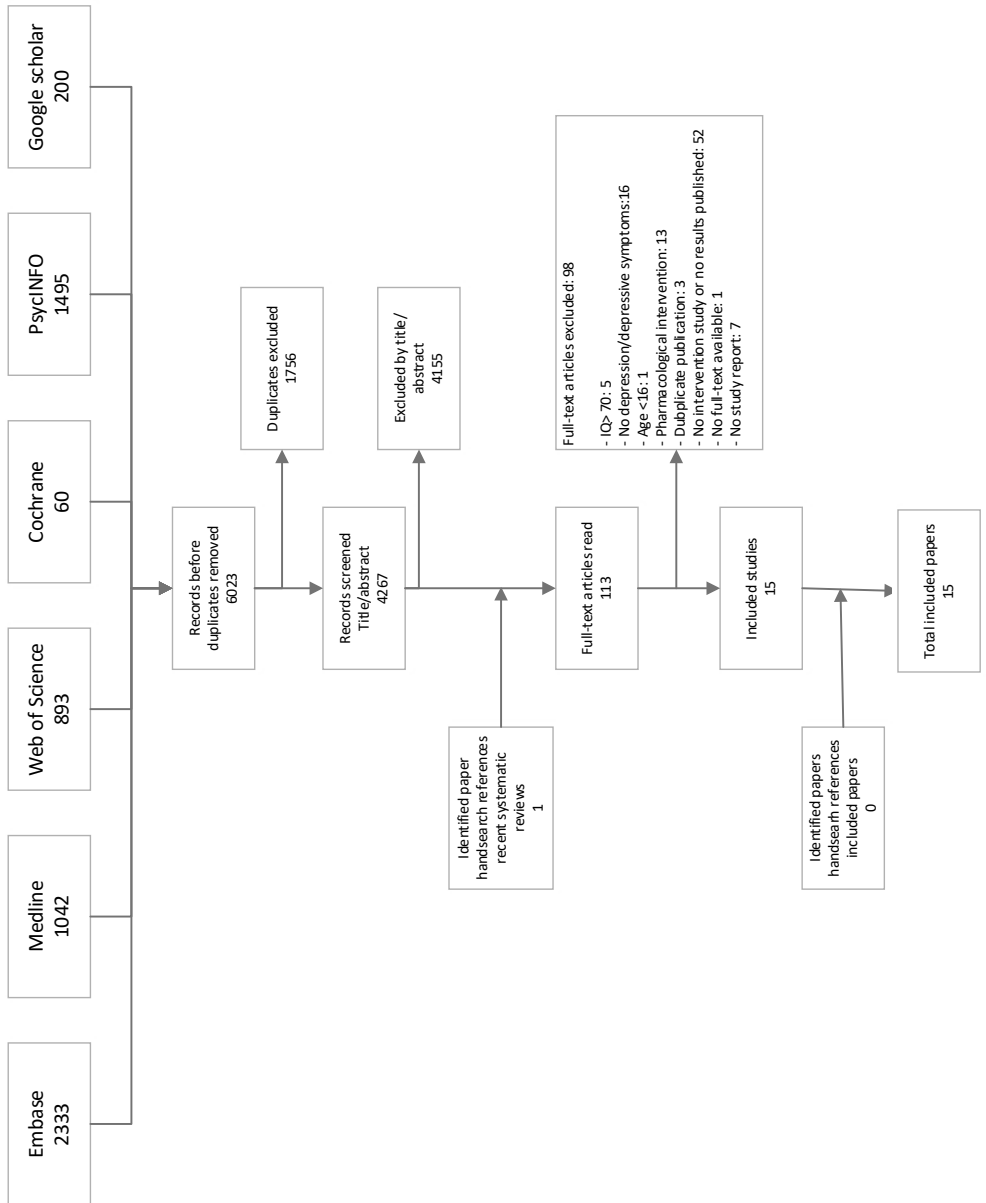 Embase
2333
Medline
1042
Web of Science
893
Cochrane
60
PsycINFO
1495
Google scholar
200
Records before
duplicates removed
6023
Duplicates excluded
1756
Records screened
Title/abstract
4267
Excluded by title/
abstract
4155
Identified paper
handsearch references
recent systematic
reviews
1
Full-text articles read
113
Full-text articles excluded: 98
- IQ> 70: 5
- No depression/depressive symptoms:16
- Age <16: 1
- Pharmacological intervention: 13
- Dubplicate publication: 3
- No intervention study or no results published: 52
- No full-text available: 1
- No study report: 7
Included studies
15
Identified papers
handsearh references
included papers
0
Total included papers
15